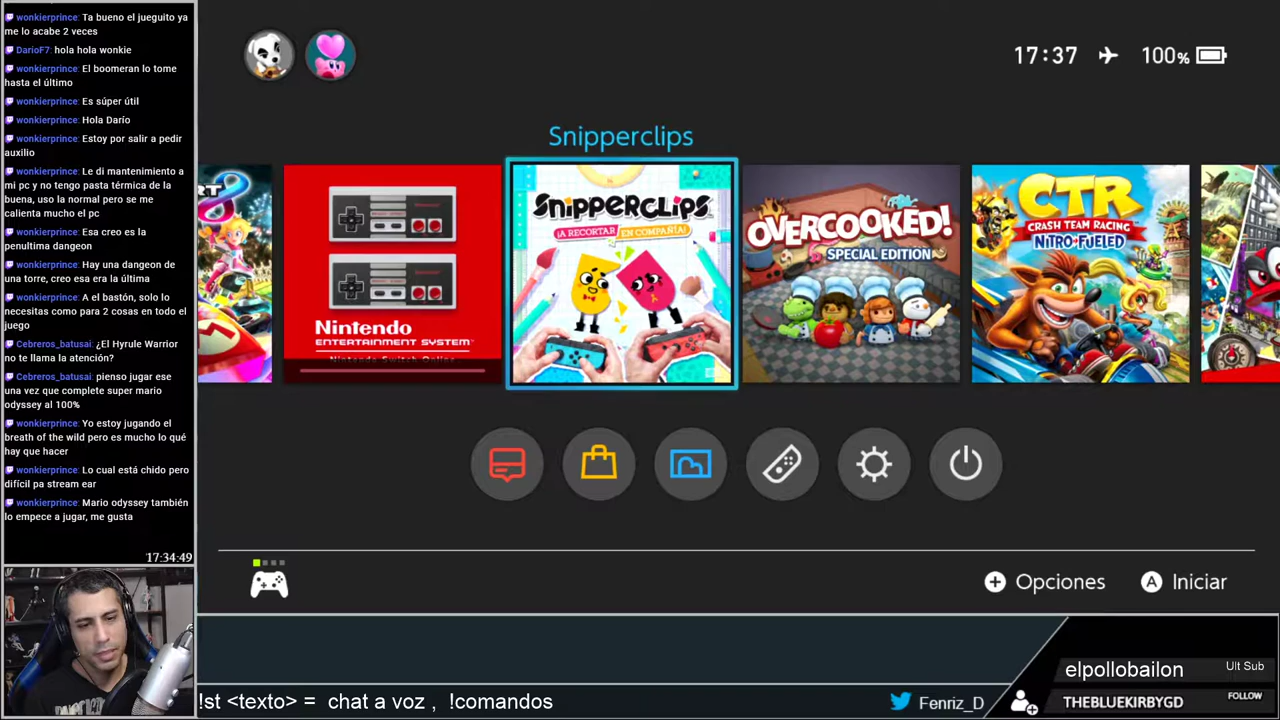 wonkierprince: Ta bueno el jueguito ya
me lo acabe 2 veces
DarioF7: hola hola wonkie
wonkierprince: El boomeran lo tome
hasta el último
wonkierprince: Es súper útil
wonkierprince: Hola Darío
wonkierprince: Estoy por salir a pedir
auxilio
wonkierprince: Le di mantenimiento a
mi pc y no tengo pasta térmica de la
buena, uso la normal pero se me
calienta mucho el pc
wonkierprince: Esa creo es la
penultima dangeon
wonkierprince: Hay una dangeon de
una torre, creo esa era la última
wonkierprince: A el bastón, solo lo
necesitas como para 2 cosas en todo el
juego
Cebreros_batusai: ¿El Hyrule Warrior
no te llama la atención?
Cebreros_batusai: pienso jugar ese
una vez que complete super mario
odyssey al 100%
wonkierprince: Yo estoy jugando el
breath of the wild pero es mucho lo qué
hay que hacer
wonkierprince: Lo cual está chido pero
difícil pa stream ear
wonkierprince: Mario odyssey también
lo empece a jugar, me gusta
17:34:49
17:37
100%
Snipperclips
RT 8
Nintendo
ENTERTAINMENT SYSTEM™
Nintendo Switch Online
SNIPPERCLIPS
¡A RECORTAR EN COMPAÑÍA!
OVERCOOKED!
SPECIAL EDITION
CTR
CRASH TEAM RACING
NITRO-FUELED
+ Opciones
A Iniciar
elpollobailon
Ult Sub
!st <texto> = chat a voz , !comandos
Fenriz_D
THEBLUEKIRBYGD
FOLLOW